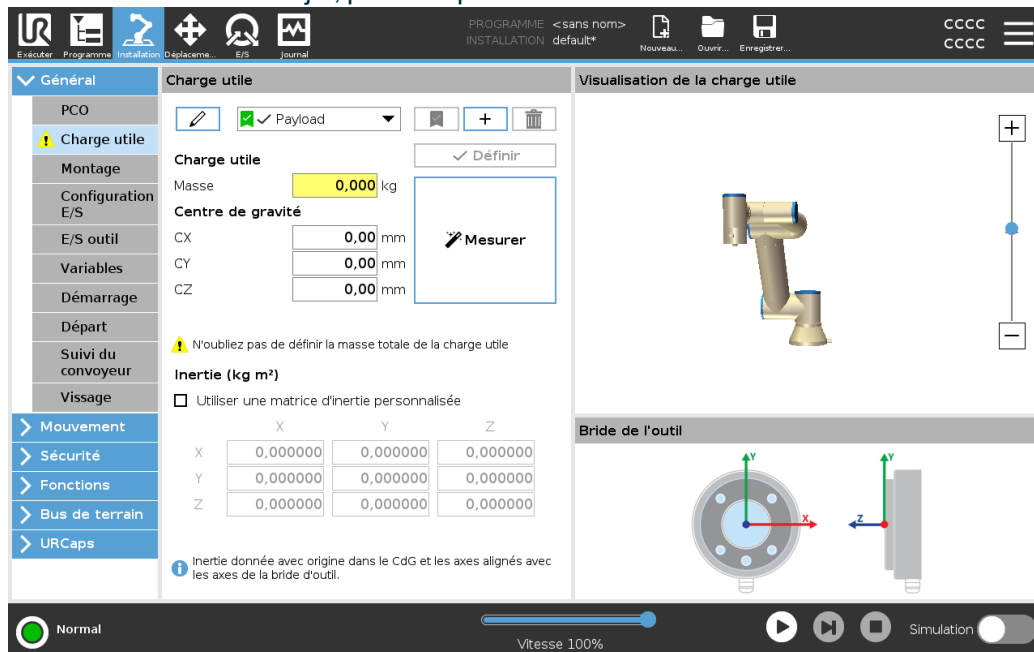 PROGRAMME <sans nom>
INSTALLATION default*
CCCC
CCCC
UR
Exécuter
Programme
Installation
Déplaceme...
E/S
Journal
Nouveau...
Ouvrir...
Enregistrer...
Général
PCO
Charge utile
Montage
Configuration
E/S
E/S outil
Variables
Démarrage
Départ
Suivi du
convoyeur
Vissage
Mouvement
Sécurité
Fonctions
Bus de terrain
URCaps
Charge utile
Payload
+
Définir
Charge utile
Masse 0,000 kg
Centre de gravité
CX 0,00 mm
CY 0,00 mm
CZ 0,00 mm
Mesurer
N'oubliez pas de définir la masse totale de la charge utile
Inertie (kg m²)
Utiliser une matrice d'inertie personnalisée
X Y Z
X 0,000000 0,000000 0,000000
Y 0,000000 0,000000 0,000000
Z 0,000000 0,000000 0,000000
Inertie donnée avec origine dans le CdG et les axes alignés avec
les axes de la bride d'outil.
Visualisation de la charge utile
Bride de l'outil
Y
X
Y
Z
Normal
Vitesse 100%
Simulation